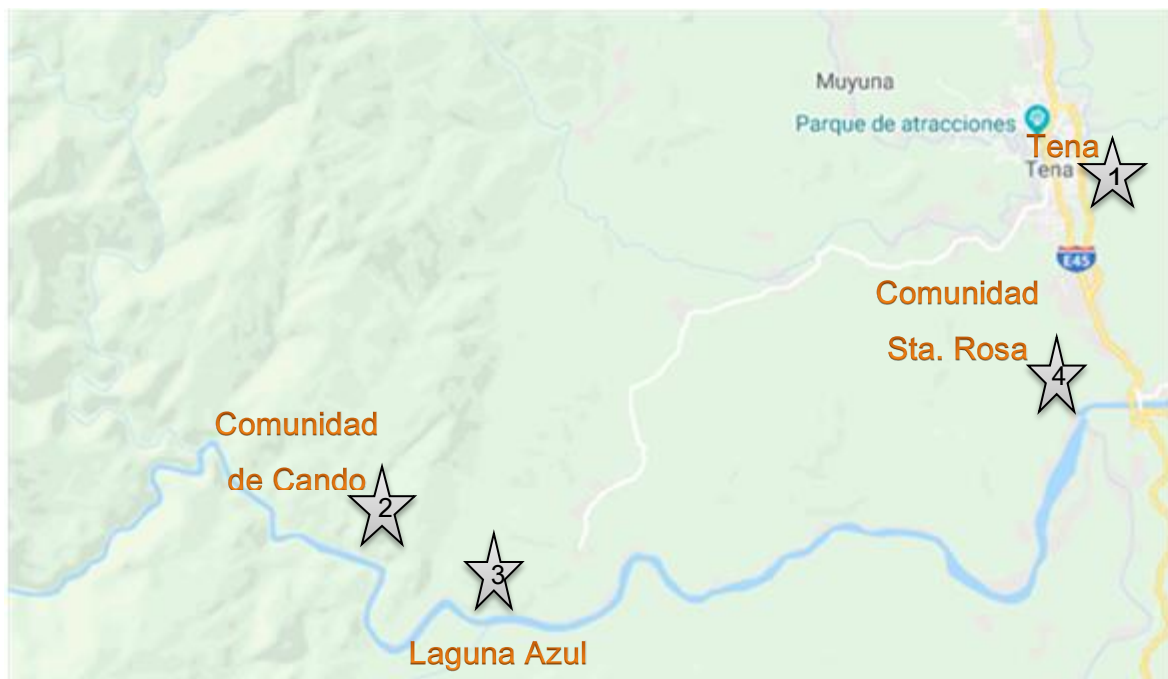 Muyuna
Parque de atracciones
Tena
Tena
1
E45
Comunidad
Sta. Rosa
4
Comunidad
de Cando
2
3
Laguna Azul